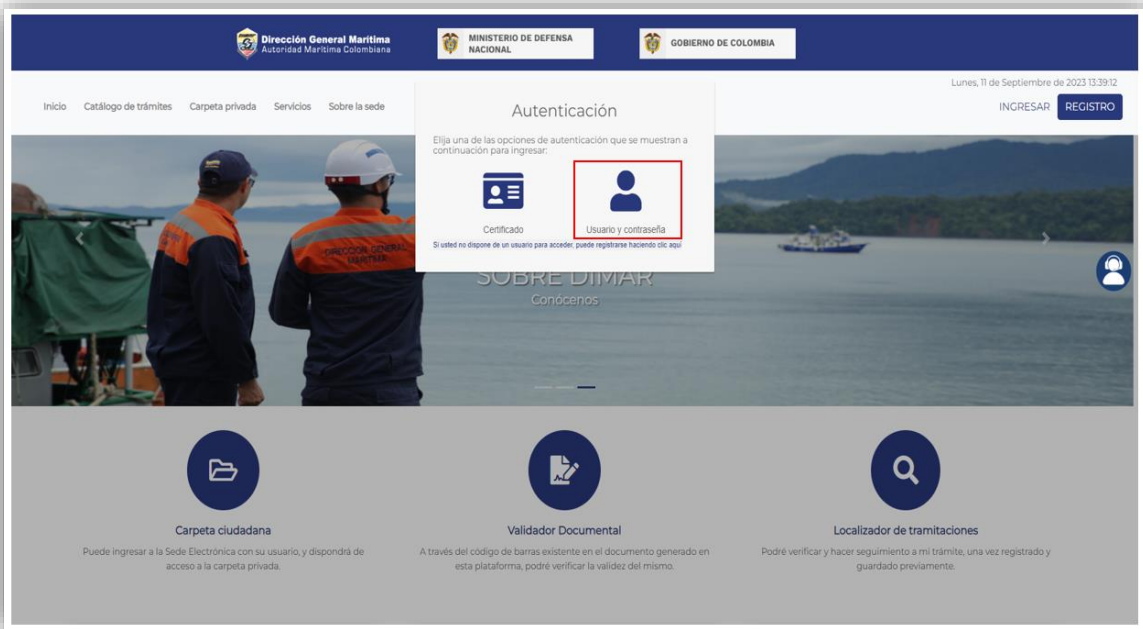 Dirección General Marítima
Autoridad Marítima Colombiana
MINISTERIO DE DEFENSA
NACIONAL
GOBIERNO DE COLOMBIA
Lunes, 11 de Septiembre de 2023 13:39:12
Inicio Catálogo de trámites Carpeta privada Servicios Sobre la sede
INGRESAR REGISTRO
Autenticación
Elija una de las opciones de autenticación que se muestran a
continuación para ingresar:
Certificado Usuario y contraseña
Si usted no dispone de un usuario para acceder, puede registrarse haciendo clic aquí
DIRECCIÓN GENERAL
MARÍTIMA
SOBRE DIMAR
Conócenos
Carpeta ciudadana
Puede ingresar a la Sede Electrónica con su usuario, y dispondrá de
acceso a la carpeta privada.
Validador Documental
A través del código de barras existente en el documento generado en
esta plataforma, podré verificar la validez del mismo.
Localizador de tramitaciones
Podré verificar y hacer seguimiento a mi trámite, una vez registrado y
guardado previamente.